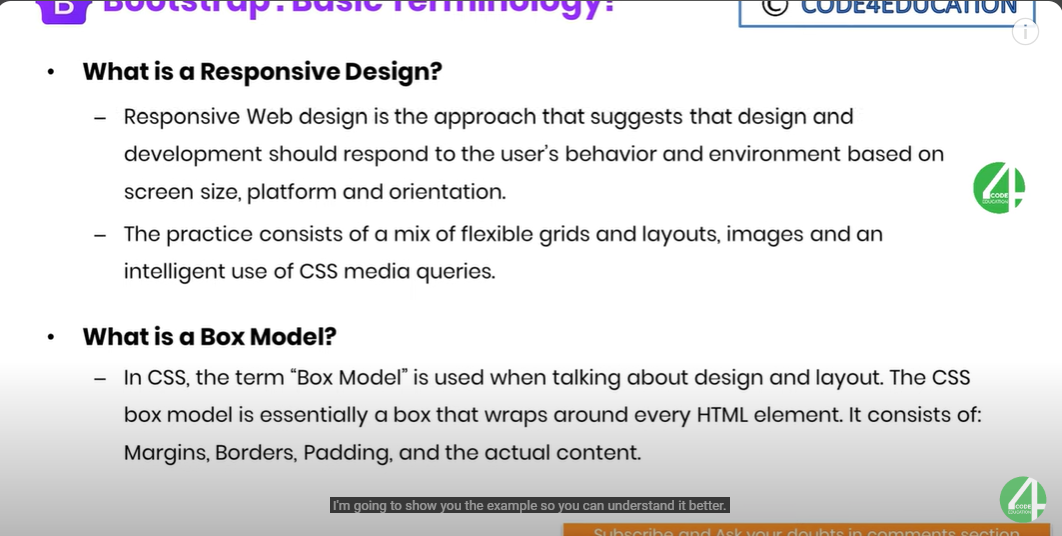 B Bootstrap: Basic Terminology!
© CODE4EDUCATION
• What is a Responsive Design?
– Responsive Web design is the approach that suggests that design and
development should respond to the user's behavior and environment based on
screen size, platform and orientation.
4 CODE EDUCATION
– The practice consists of a mix of flexible grids and layouts, images and an
intelligent use of CSS media queries.
• What is a Box Model?
– In CSS, the term “Box Model” is used when talking about design and layout. The CSS
box model is essentially a box that wraps around every HTML element. It consists of:
Margins, Borders, Padding, and the actual content.
I'm going to show you the example so you can understand it better.
4 CODE EDUCATION
Subscribe and Ask your doubts in comments section